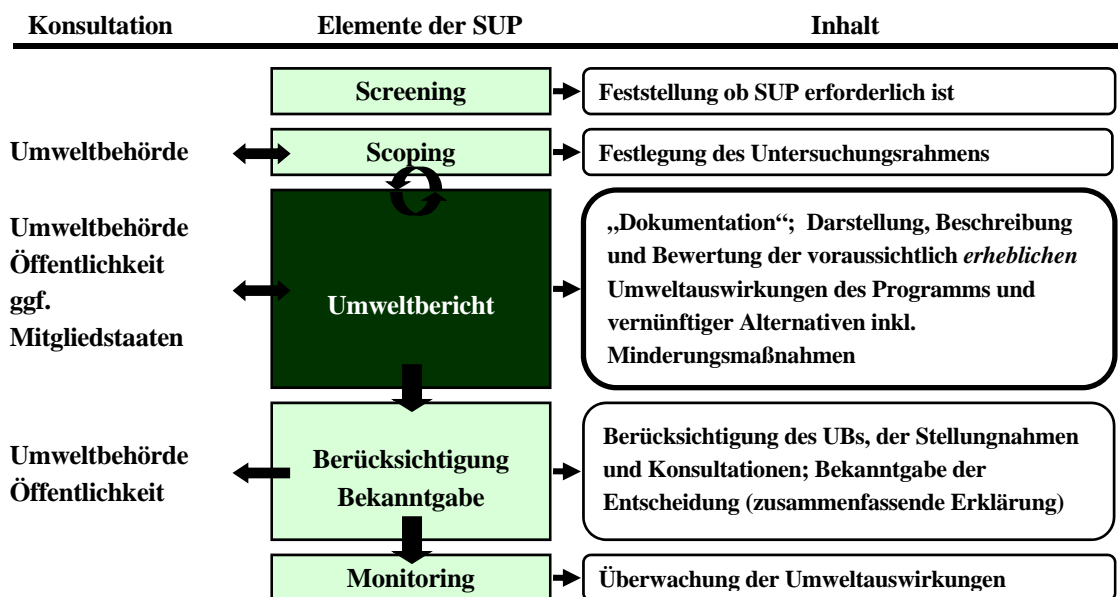 Konsultation Elemente der SUP Inhalt
Screening
Feststellung ob SUP erforderlich ist
Umweltbehörde
Scoping
Festlegung des Untersuchungsrahmens
Umweltbehörde
Öffentlichkeit
ggf.
Mitgliedstaaten
Umweltbericht
„Dokumentation“; Darstellung, Beschreibung
und Bewertung der voraussichtlich erheblichen
Umweltauswirkungen des Programms und
vernünftiger Alternativen inkl.
Minderungsmaßnahmen
Umweltbehörde
Öffentlichkeit
Berücksichtigung
Bekanntgabe
Berücksichtigung des UBs, der Stellungnahmen
und Konsultationen; Bekanntgabe der
Entscheidung (zusammenfassende Erklärung)
Monitoring
Überwachung der Umweltauswirkungen